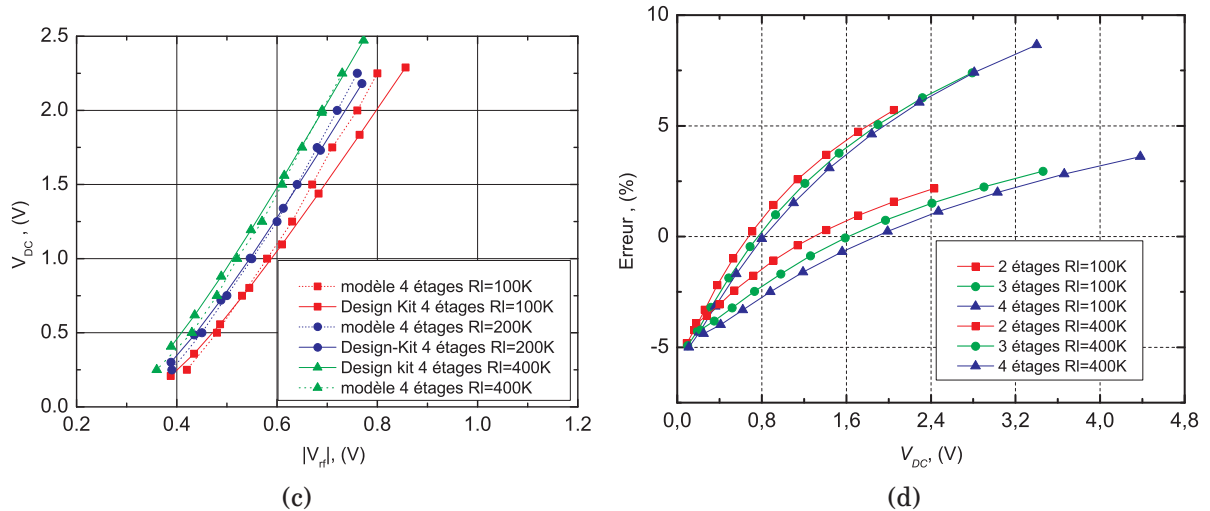 2.5
2.0
1.5
1.0
0.5
0.0
V_DC ,(V)
0.2 0.4 0.6 0.8 1.0 1.2
|V_rf|, (V)
modèle 4 étages Rl=100K
Design Kit 4 étages Rl=100K
modèle 4 étages Rl=200K
Design-Kit 4 étages Rl=200K
Design kit 4 étages Rl=400K
modèle 4 étages Rl=400K
(c)
10
5
0
-5
Erreur , (%)
0,0 0,8 1,6 2,4 3,2 4,0 4,8
V_DC, (V)
2 étages Rl=100K
3 étages Rl=100K
4 étages Rl=100K
2 étages Rl=400K
3 étages Rl=400K
4 étages Rl=400K
(d)